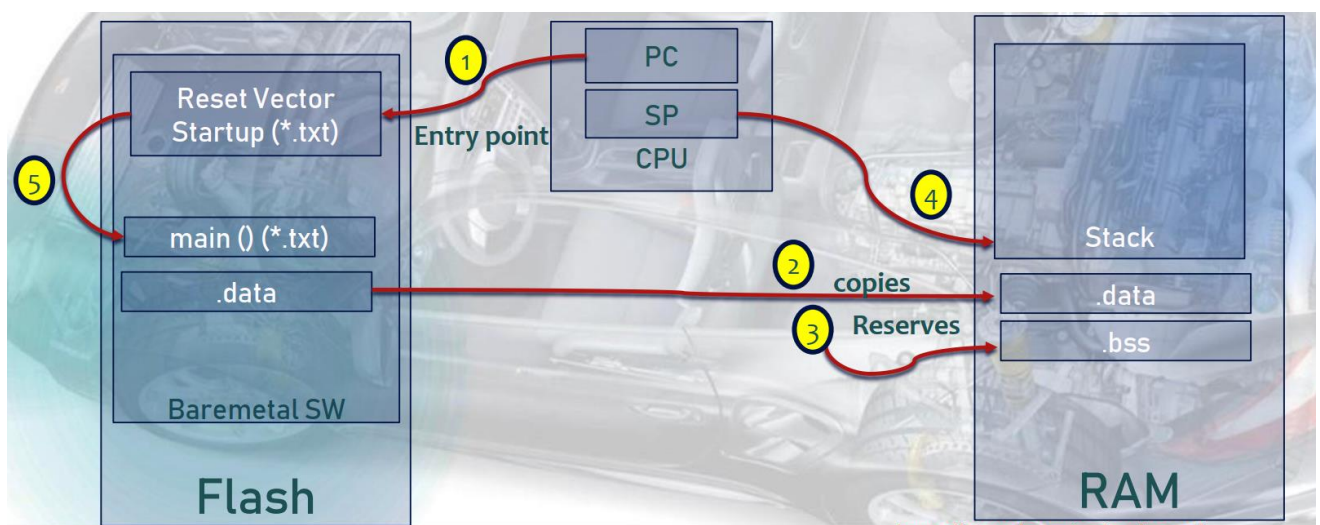 Reset Vector
Startup (*.txt)
main () (*.txt)
.data
Baremetal SW
Flash
5
1
Entry point
PC
SP
CPU
4
2
copies
3
Reserves
Stack
.data
.bss
RAM